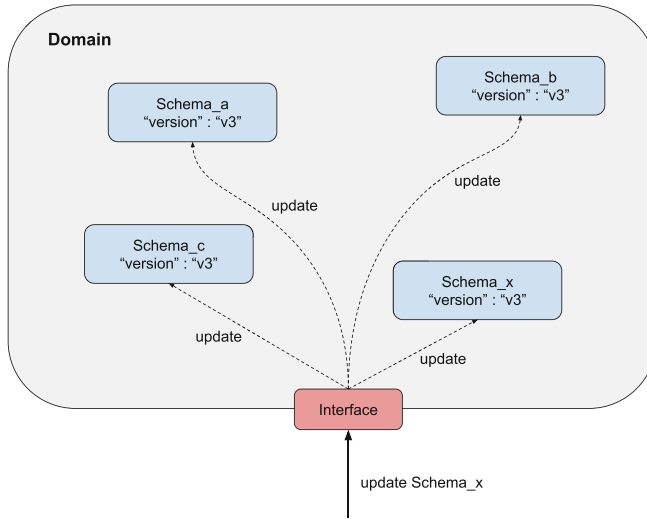 Domain
Schema_a
“version” : “v3”
Schema_b
“version” : “v3”
update
update
Schema_c
“version” : “v3”
Schema_x
“version” : “v3”
update
update
Interface
update Schema_x